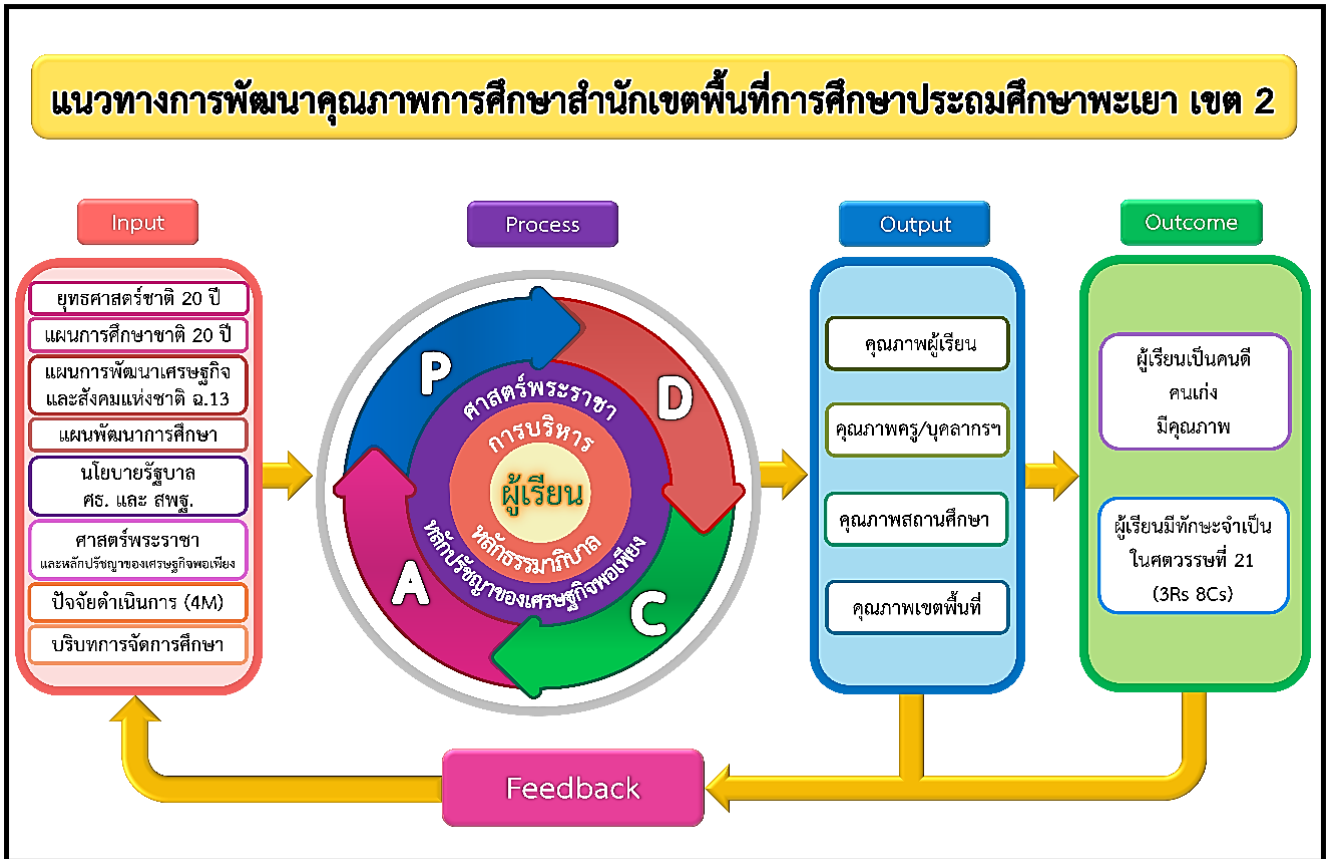 แนวทางการพัฒนาคุณภาพการศึกษาสำนักเขตพื้นที่การศึกษาประถมศึกษาพะเยา เขต 2
Input
ยุทธศาสตร์ชาติ 20 ปี
แผนการศึกษาชาติ 20 ปี
แผนการพัฒนาเศรษฐกิจ
และสังคมแห่งชาติ ฉ.13
แผนพัฒนาการศึกษา
นโยบายรัฐบาล
ศธ. และ สพฐ.
ศาสตร์พระราชา
และหลักปรัชญาของเศรษฐกิจพอเพียง
ปัจจัยดำเนินการ (4M)
บริบทการจัดการศึกษา
Process
P
D
C
A
ศาสตร์พระราชา
การบริหาร
ผู้เรียน
หลักธรรมาภิบาล
หลักปรัชญาของเศรษฐกิจพอเพียง
Output
คุณภาพผู้เรียน
คุณภาพครู/บุคลากรฯ
คุณภาพสถานศึกษา
คุณภาพเขตพื้นที่
Outcome
ผู้เรียนเป็นคนดี
คนเก่ง
มีคุณภาพ
ผู้เรียนมีทักษะจำเป็น
ในศตวรรษที่ 21
(3Rs 8Cs)
Feedback